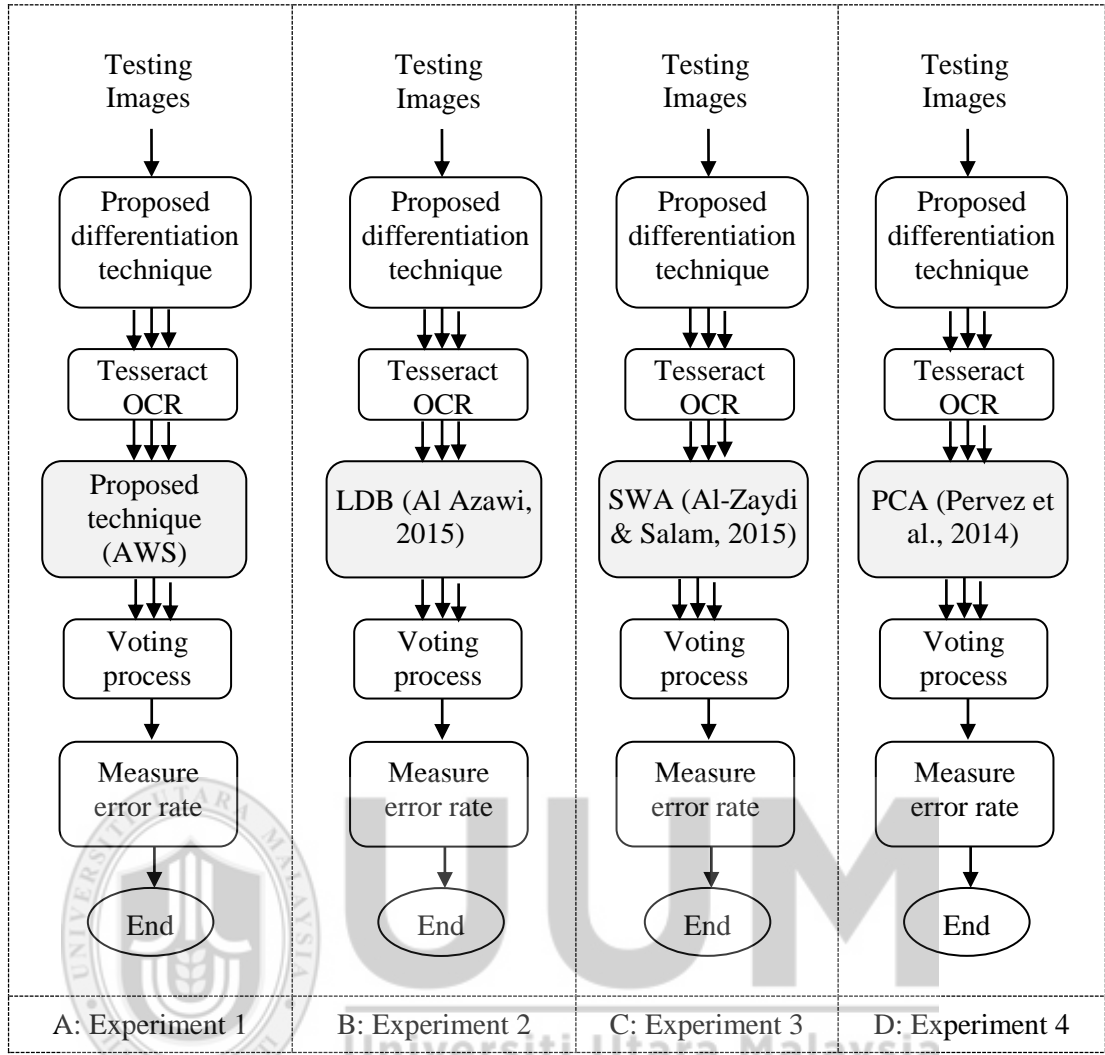 Testing
Images
Proposed
differentiation
technique
Tesseract
OCR
Proposed
technique
(AWS)
Voting
process
Measure
error rate
End
A: Experiment 1
Testing
Images
Proposed
differentiation
technique
Tesseract
OCR
LDB (Al Azawi,
2015)
Voting
process
Measure
error rate
End
B: Experiment 2
Testing
Images
Proposed
differentiation
technique
Tesseract
OCR
SWA (Al-Zaydi
& Salam, 2015)
Voting
process
Measure
error rate
End
C: Experiment 3
Testing
Images
Proposed
differentiation
technique
Tesseract
OCR
PCA (Pervez et
al., 2014)
Voting
process
Measure
error rate
End
D: Experiment 4
UNIVERSITI UTARA MALAYSIA
UUM
Universiti Utara Malaysia